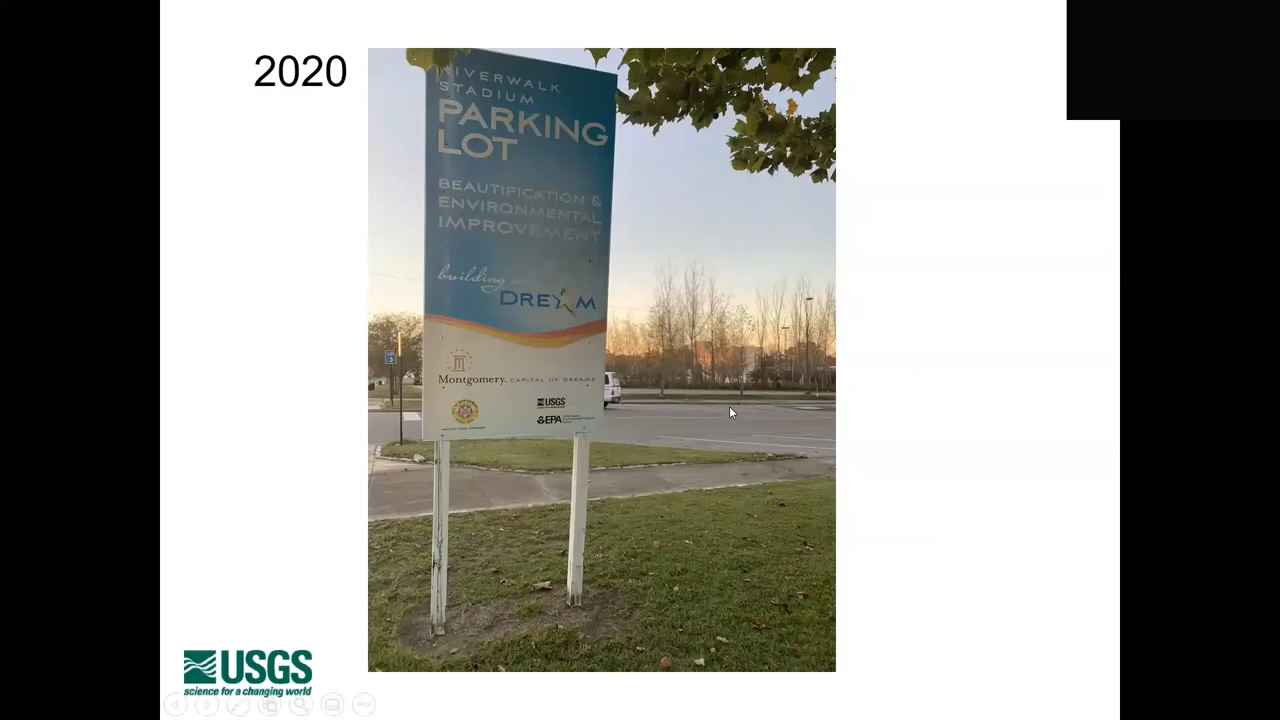 2020
RIVERWALK
STADIUM
PARKING
LOT
BEAUTIFICATION &
ENVIRONMENTAL
IMPROVEMENT
building
DREAM
Montgomery. CAPITAL OF DREAMS
USGS
EPA
USGS
science for a changing world